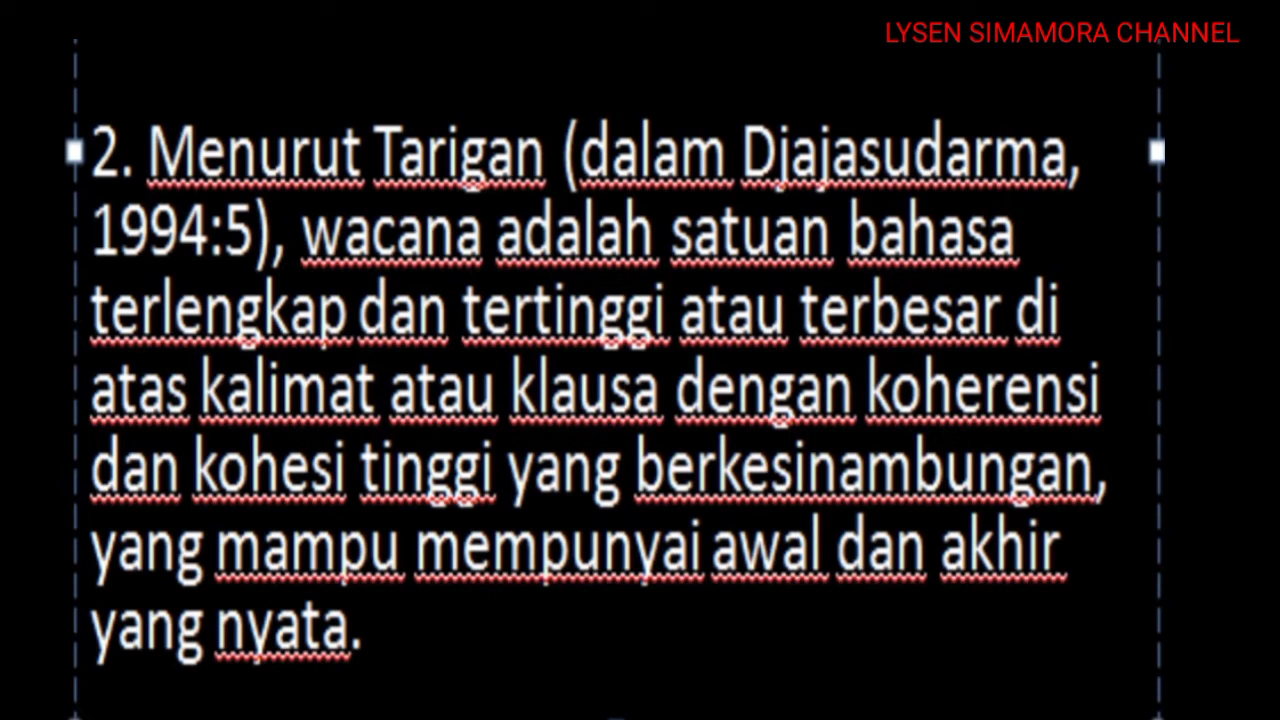 LYSEN SIMAMORA CHANNEL
2. Menurut Tarigan (dalam Djajasudarma,
1994:5), wacana adalah satuan bahasa
terlengkap dan tertinggi atau terbesar di
atas kalimat atau klausa dengan koherensi
dan kohesi tinggi yang berkesinambungan,
yang mampu mempunyai awal dan akhir
yang nyata.